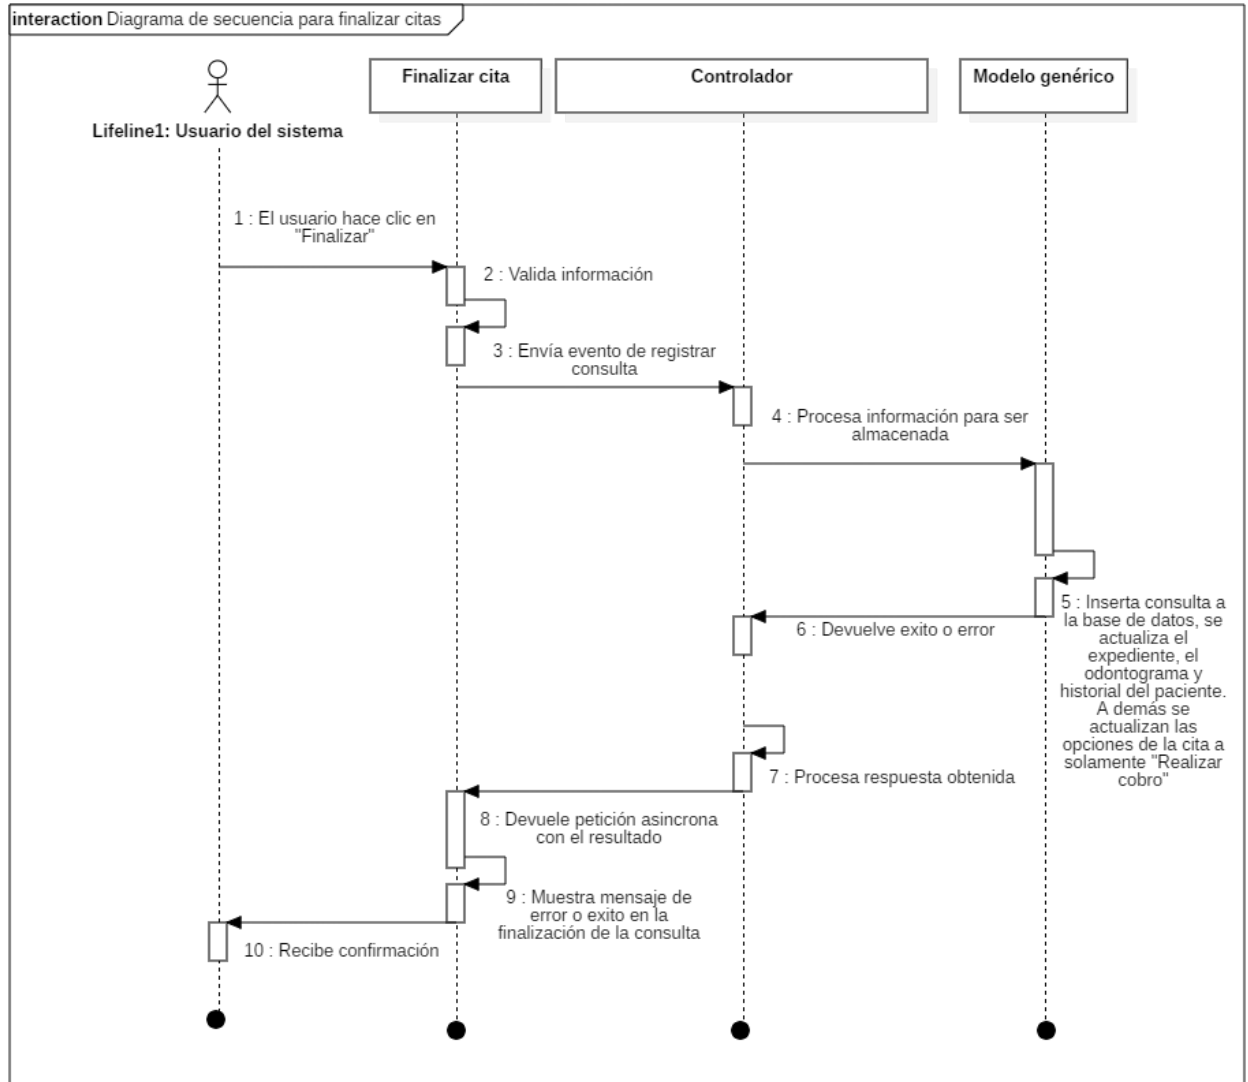 interaction Diagrama de secuencia para finalizar citas
Finalizar cita
Controlador
Modelo genérico
Lifeline1: Usuario del sistema
1 : El usuario hace clic en
"Finalizar"
2 : Valida información
3 : Envía evento de registrar
consulta
4 : Procesa información para ser
almacenada
5 : Inserta consulta a
la base de datos, se
actualiza el
expediente, el
odontograma y
historial del paciente.
A demás se
actualizan las
opciones de la cita a
solamente "Realizar
cobro"
6 : Devuelve exito o error
7 : Procesa respuesta obtenida
8 : Devuele petición asincrona
con el resultado
9 : Muestra mensaje de
error o exito en la
finalización de la consulta
10 : Recibe confirmación